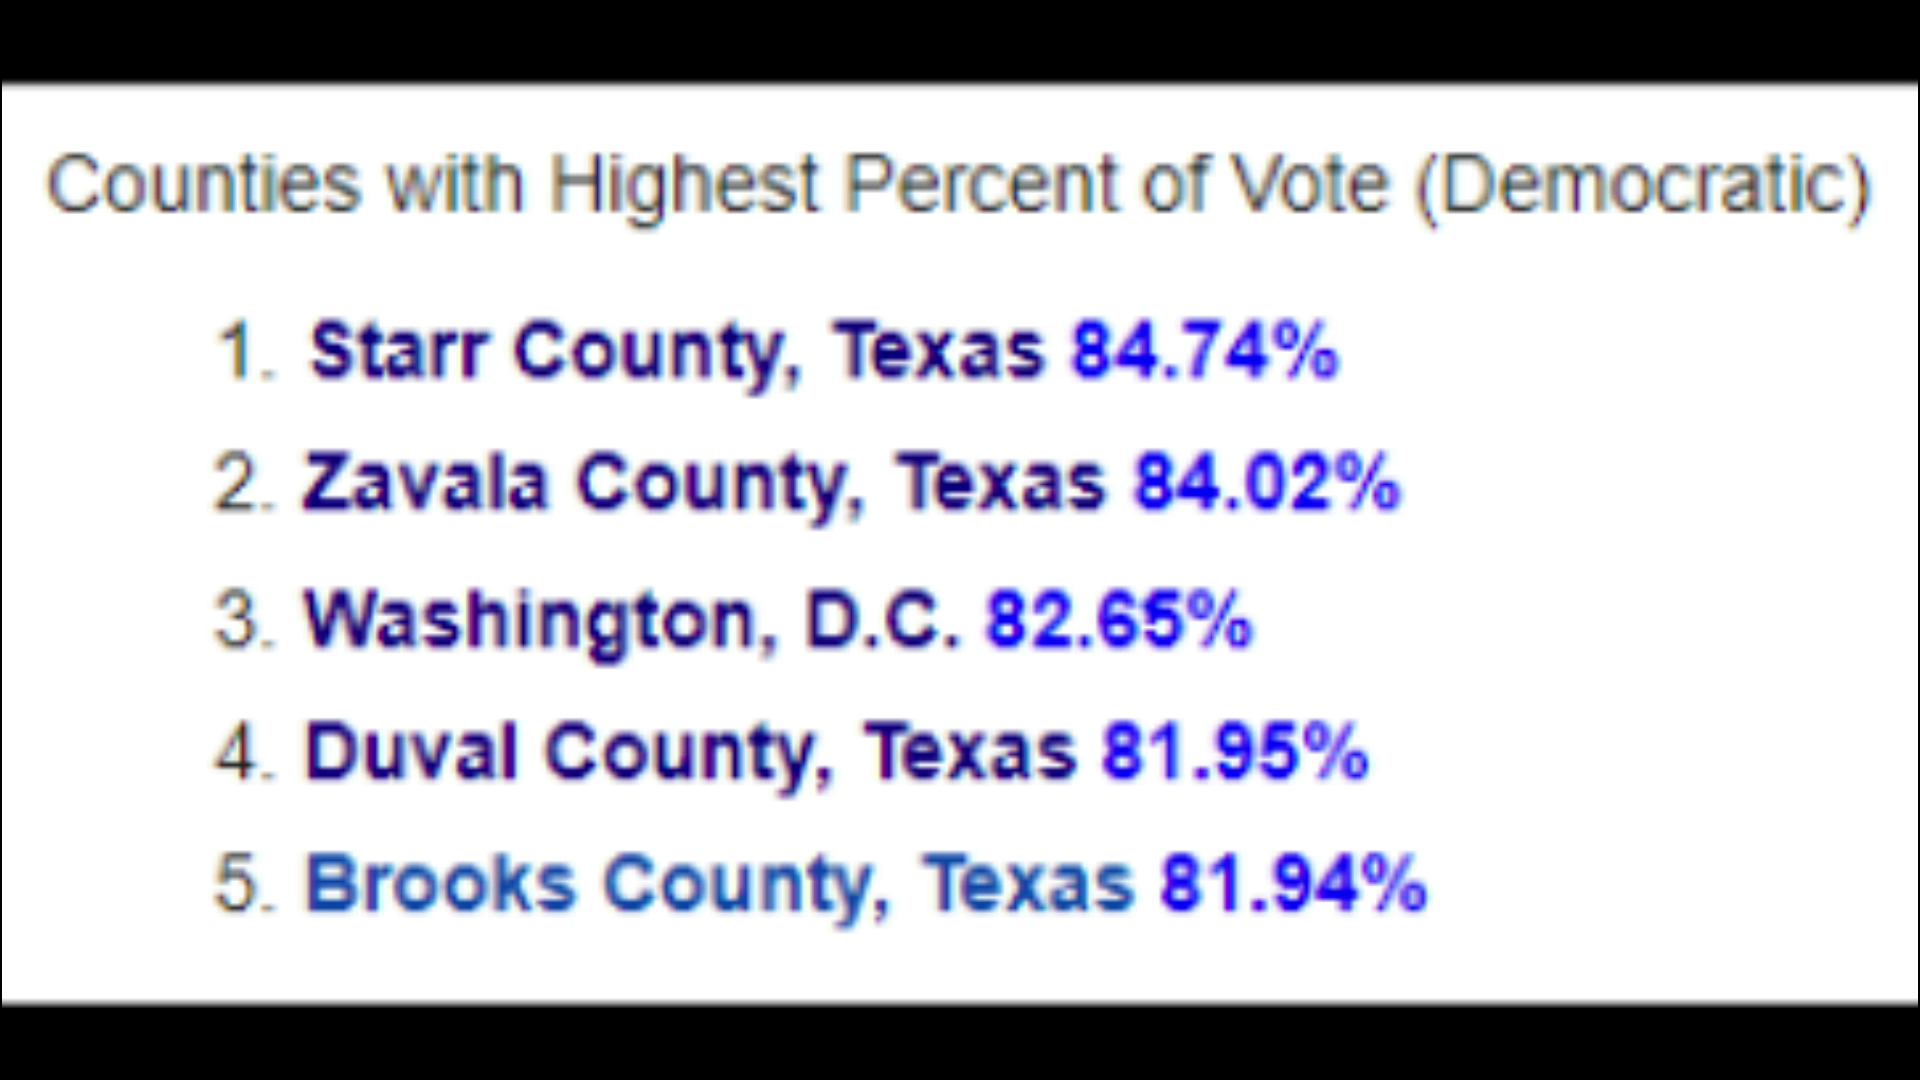 Counties with Highest Percent of Vote (Democratic)
1. Starr County, Texas 84.74%
2. Zavala County, Texas 84.02%
3. Washington, D.C. 82.65%
4. Duval County, Texas 81.95%
5. Brooks County, Texas 81.94%